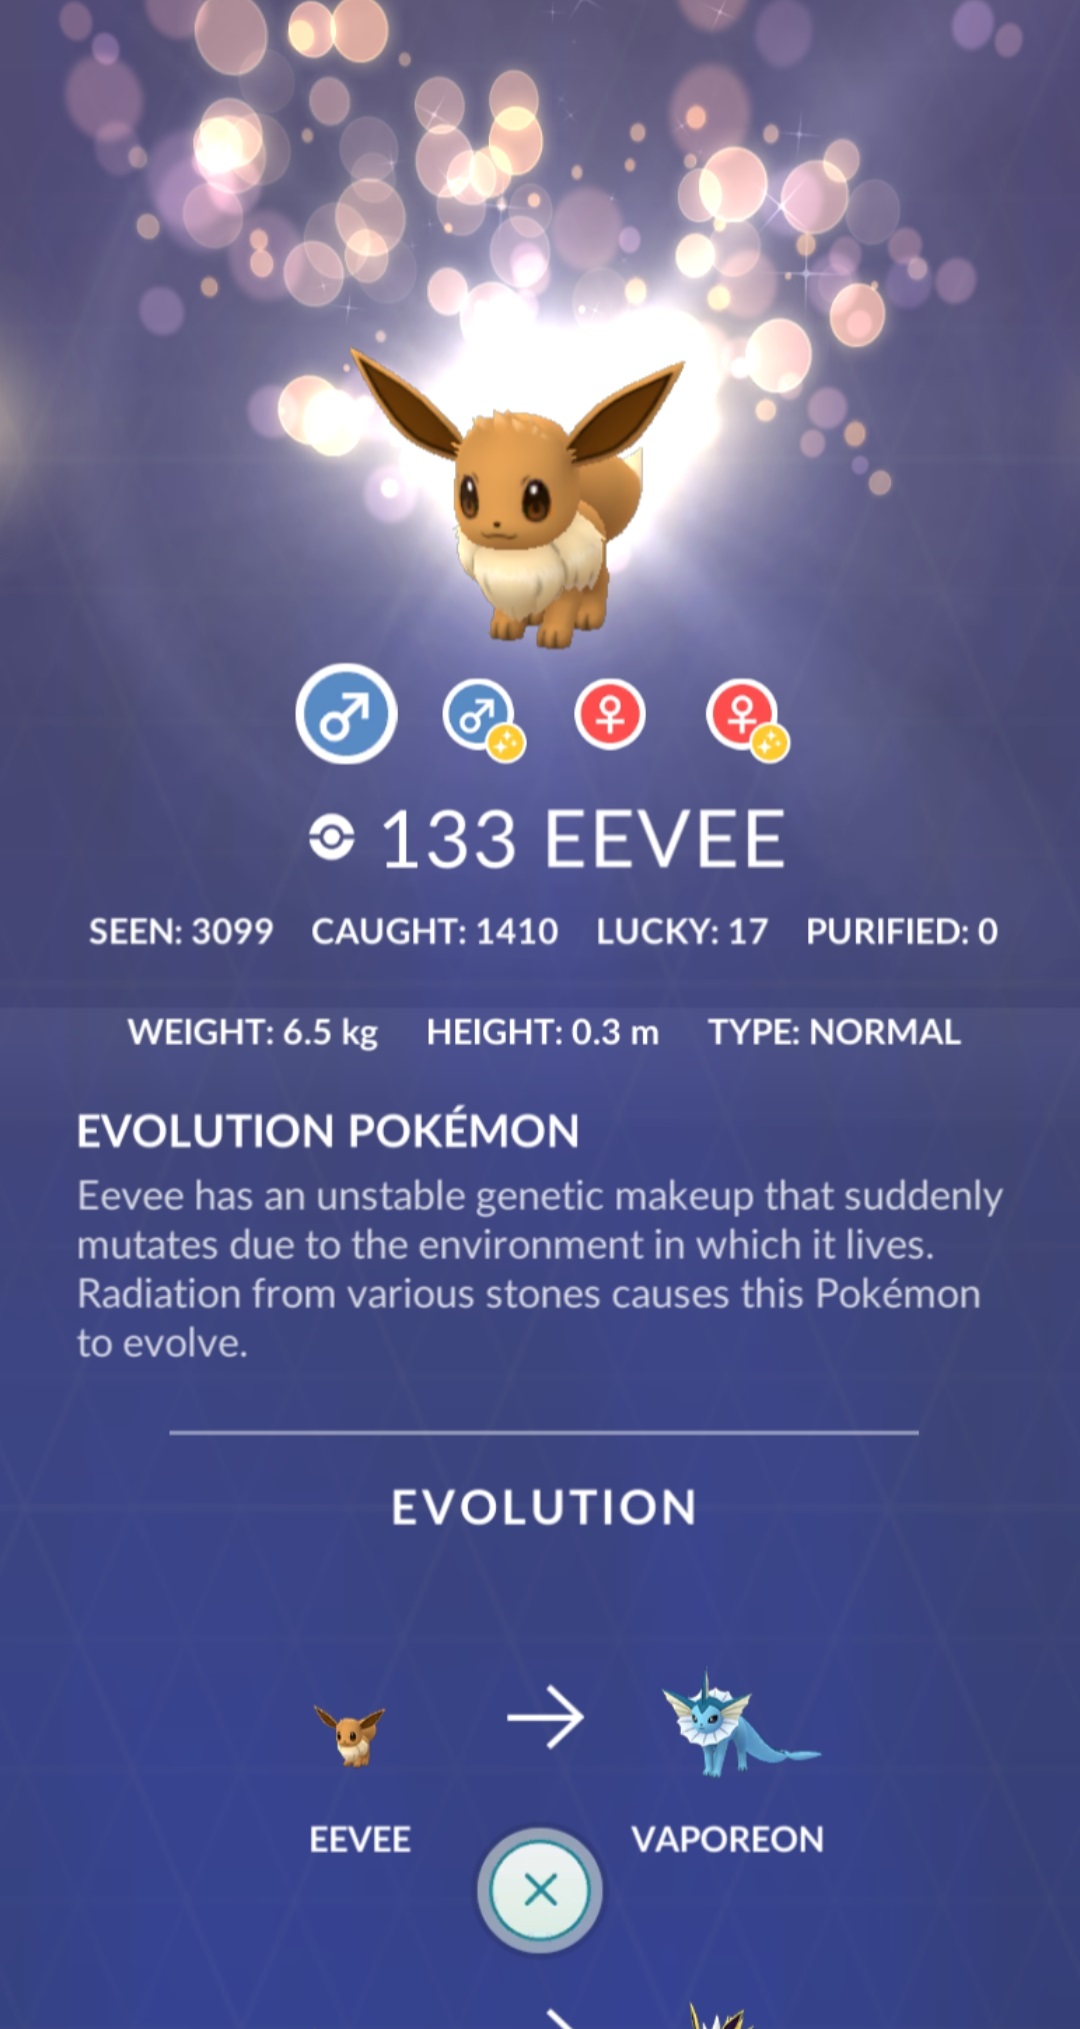 133 EEVEE
SEEN: 3099 CAUGHT: 1410 LUCKY: 17 PURIFIED: 0
WEIGHT: 6.5 kg HEIGHT: 0.3 m TYPE: NORMAL
EVOLUTION POKÉMON
Eevee has an unstable genetic makeup that suddenly
mutates due to the environment in which it lives.
Radiation from various stones causes this Pokémon
to evolve.
EVOLUTION
EEVEE VAPOREON